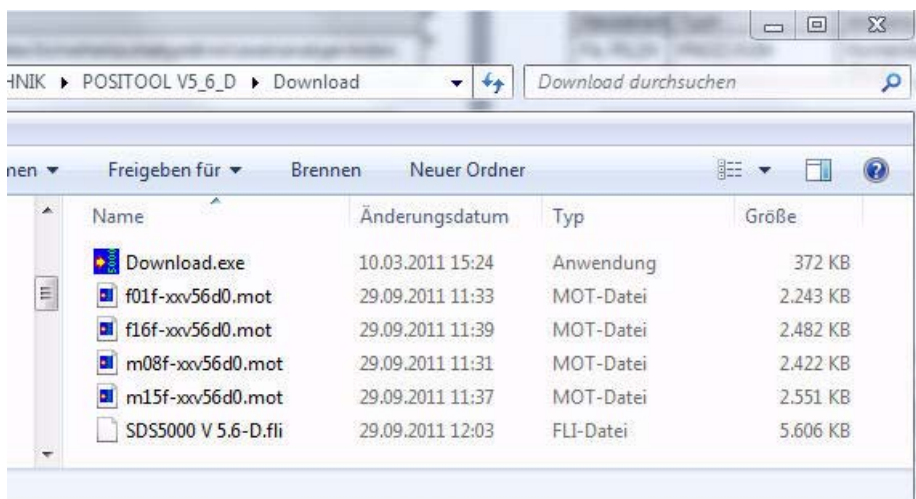 HNIK ▸ POSITOOL V5_6_D ▸ Download Download durchsuchen
nen Freigeben für Brennen Neuer Ordner
Name Änderungsdatum Typ Größe
Download.exe 10.03.2011 15:24 Anwendung 372 KB
f01f-xxv56d0.mot 29.09.2011 11:33 MOT-Datei 2.243 KB
f16f-xxv56d0.mot 29.09.2011 11:39 MOT-Datei 2.482 KB
m08f-xxv56d0.mot 29.09.2011 11:31 MOT-Datei 2.422 KB
m15f-xxv56d0.mot 29.09.2011 11:37 MOT-Datei 2.551 KB
SDS5000 V 5.6-D.fli 29.09.2011 12:03 FLI-Datei 5.606 KB